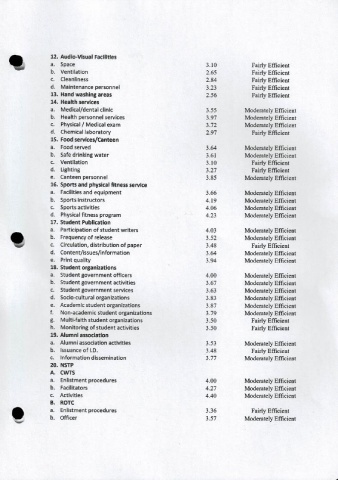 12. Audio-Visual Facilities
a. Space 3.10 Fairly Efficient
b. Ventilation 2.65 Fairly Efficient
c. Cleanliness 2.84 Fairly Efficient
d. Maintenance personnel 3.23 Fairly Efficient
13. Hand washing areas 2.56 Fairly Efficient
14. Health services
a. Medical/dental clinic 3.55 Moderately Efficient
b. Health personnel services 3.97 Moderately Efficient
c. Physical / Medical exam 3.72 Moderately Efficient
d. Chemical laboratory 2.97 Fairly Efficient
15. Food services/Canteen
a. Food served 3.64 Moderately Efficient
b. Safe drinking water 3.61 Moderately Efficient
c. Ventilation 3.10 Fairly Efficient
d. Lighting 3.27 Fairly Efficient
e. Canteen personnel 3.85 Moderately Efficient
16. Sports and physical fitness service
a. Facilities and equipment 3.66 Moderately Efficient
b. Sports instructors 4.19 Moderately Efficient
c. Sports activities 4.06 Moderately Efficient
d. Physical fitness program 4.23 Moderately Efficient
17. Student Publication
a. Participation of student writers 4.03 Moderately Efficient
b. Frequency of release 3.52 Moderately Efficient
c. Circulation, distribution of paper 3.48 Fairly Efficient
d. Content/issues/information 3.64 Moderately Efficient
e. Print quality 3.94 Moderately Efficient
18. Student organizations
a. Student government officers 4.00 Moderately Efficient
b. Student government activities 3.67 Moderately Efficient
c. Student government services 3.63 Moderately Efficient
d. Socio-cultural organizations 3.83 Moderately Efficient
e. Academic student organizations 3.87 Moderately Efficient
f. Non-academic student organizations 3.79 Moderately Efficient
g. Multi-faith student organizations 3.50 Fairly Efficient
h. Monitoring of student activities 3.50 Fairly Efficient
19. Alumni association
a. Alumni association activities 3.53 Moderately Efficient
b. Issuance of I.D. 3.48 Fairly Efficient
c. Information dissemination 3.77 Moderately Efficient
20. NSTP
A. CWTS
a. Enlistment procedures 4.00 Moderately Efficient
b. Facilitators 4.27 Moderately Efficient
c. Activities 4.40 Moderately Efficient
B. ROTC
a. Enlistment procedures 3.36 Fairly Efficient
b. Officer 3.57 Moderately Efficient